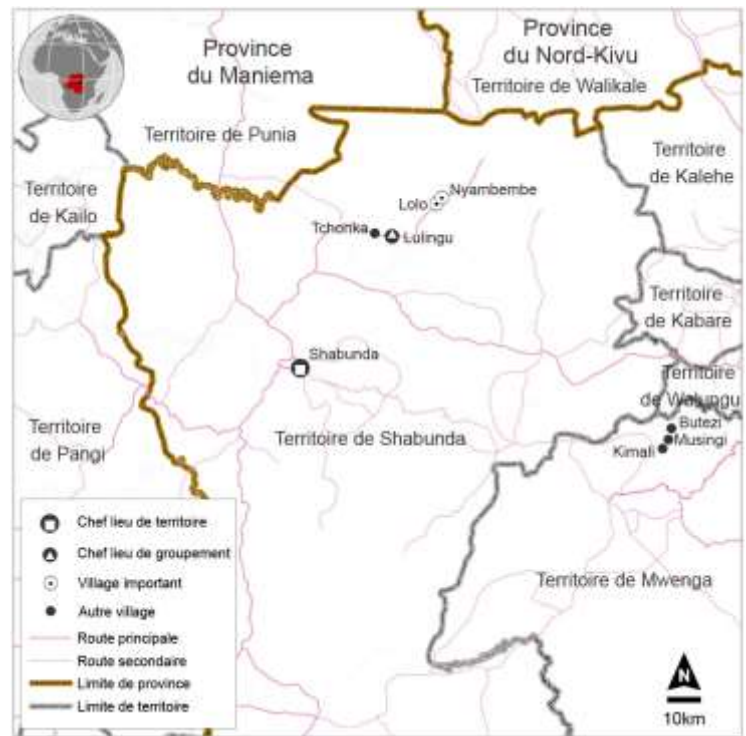 Province
du Maniema
Province
du Nord-Kivu
Territoire de Walikale
Territoire de Punia
Territoire
de Kalehe
Territoire
de Kailo
Nyambembe
Lolo
Tchonka
Lulingu
Territoire
de Kabare
Shabunda
Territoire
de Walungu
Territoire
de Pangi
Territoire de Shabunda
Butezi
Musingi
Kimali
Chef lieu de territoire
Chef lieu de groupement
Village important
Autre village
Route principale
Route secondaire
Limite de province
Limite de territoire
Territoire de Mwenga
N
10km